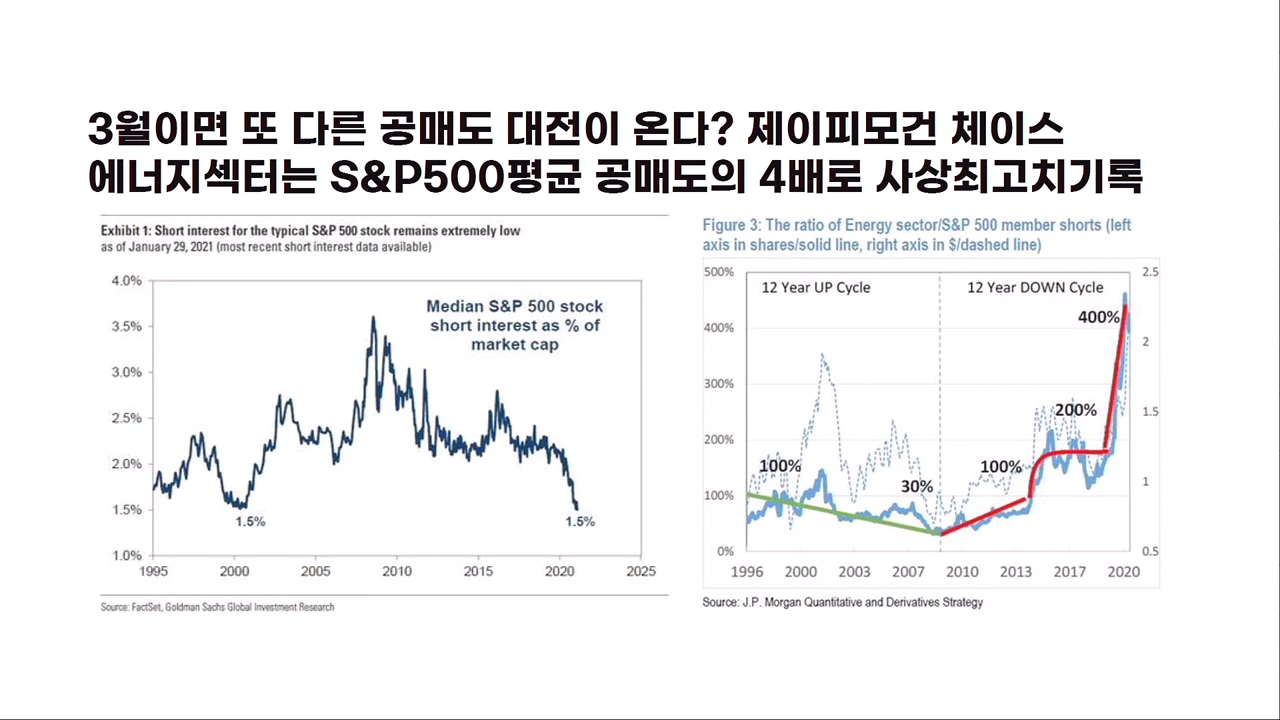 3월이면 또 다른 공매도 대전이 온다? 제이피모건 체이스
에너지섹터는 S&P500평균 공매도의 4배로 사상최고치기록
Exhibit 1: Short interest for the typical S&P 500 stock remains extremely low
as of January 29, 2021 (most recent short interest data available)
4.0%
3.5%
3.0%
2.5%
2.0%
1.5%
1.0%
Median S&P 500 stock
short interest as % of
market cap
1.5%
1.5%
1995 2000 2005 2010 2015 2020 2025
Source: FactSet, Goldman Sachs Global Investment Research
Figure 3: The ratio of Energy sector/S&P 500 member shorts (left
axis in shares/solid line, right axis in $/dashed line)
500%
400%
300%
200%
100%
0%
12 Year UP Cycle
12 Year DOWN Cycle
100%
30%
100%
200%
400%
2.5
2
1.5
1
0.5
1996 2000 2003 2007 2010 2013 2017 2020
Source: J.P. Morgan Quantitative and Derivatives Strategy